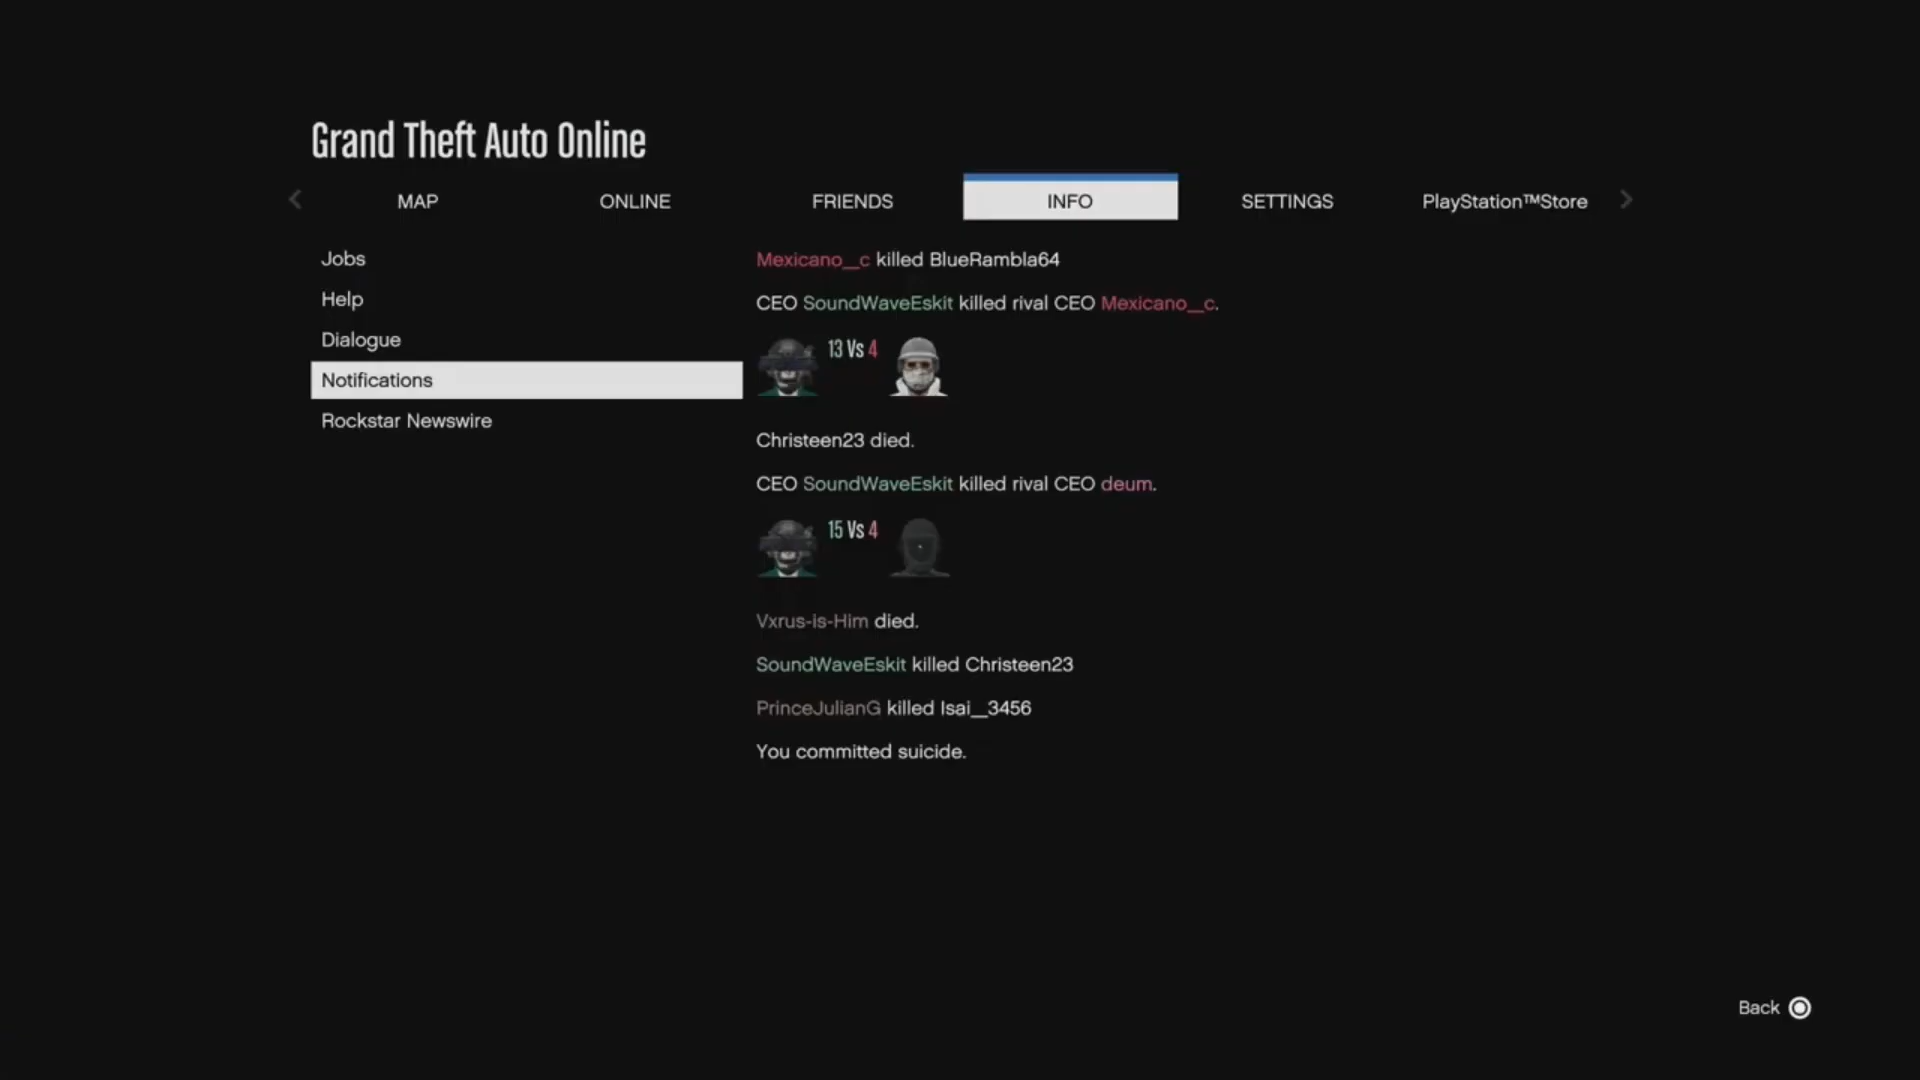 Grand Theft Auto Online
MAP ONLINE FRIENDS INFO SETTINGS PlayStation™Store
Jobs
Help
Dialogue
Notifications
Rockstar Newswire
Mexicano__c killed BlueRambla64
CEO SoundWaveEskit killed rival CEO Mexicano__c.
13 Vs 4
Christeen23 died.
CEO SoundWaveEskit killed rival CEO deum.
15 Vs 4
Vxrus-is-Him died.
SoundWaveEskit killed Christeen23
PrinceJulianG killed Isai__3456
You committed suicide.
Back